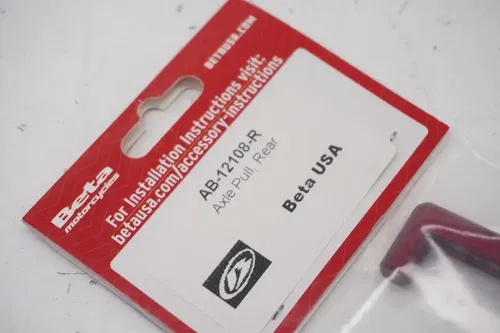 BETAUSA.COM
Beta
motorcycles
For Installation Instructions visit:
betausa.com/accessory-instructions
AB-12108-R
Axle Pull, Rear
Beta USA